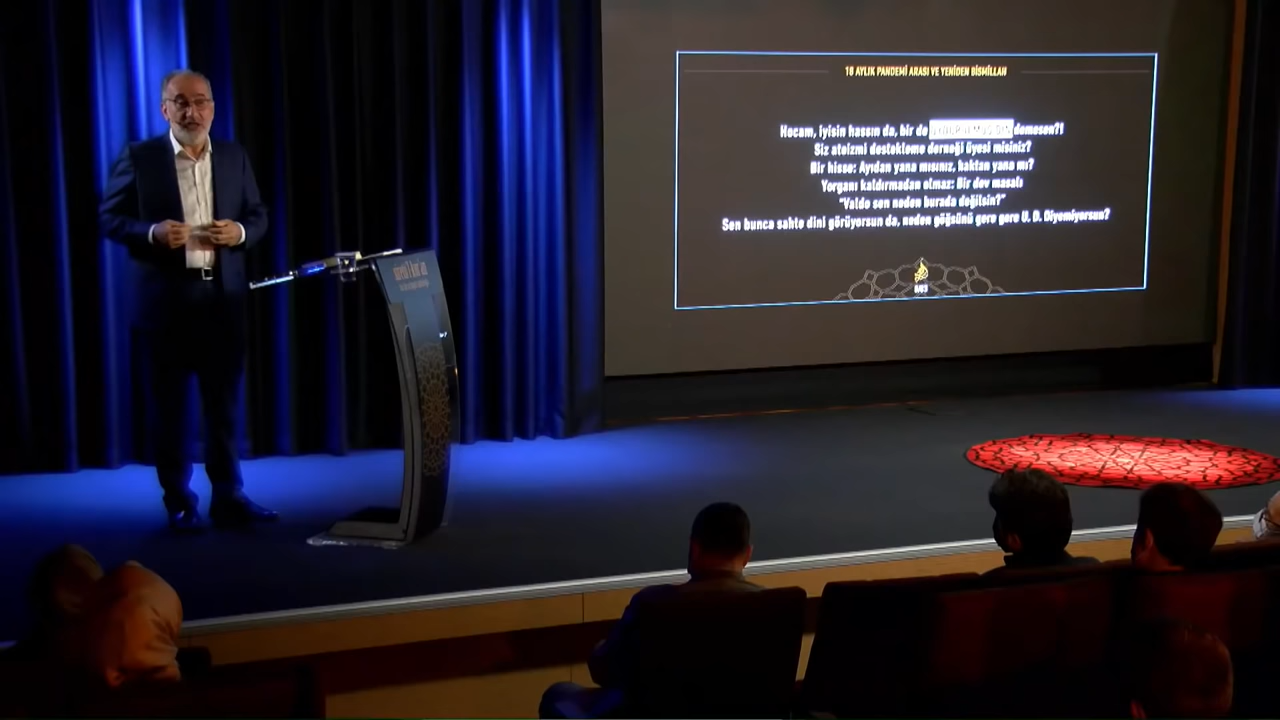 18 AYLIK PANDEMİ ARASI VE YENİDEN BİSMİLLAH
Hocam, iyisin hassın da, bir de demesen?!
Siz ateizmi destekleme derneği üyesi misiniz?
Bir hisse: Ayıdan yana mısınız, kaktan yana mı?
Yorganı kaldırmadan olmaz: Bir dev masalı
"Valde sen neden burada değilsin?"
Sen bunca sahte dini görüyorsun da, neden göğsünü gere gere U. D. Diyemiyorsun?